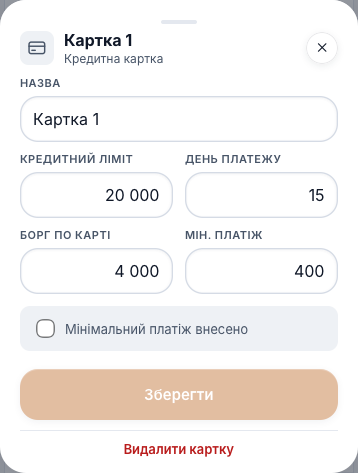 Картка 1
Кредитна картка
НАЗВА
Картка 1
КРЕДИТНИЙ ЛІМІТ ДЕНЬ ПЛАТЕЖУ
20 000 15
БОРГ ПО КАРТІ МІН. ПЛАТІЖ
4 000 400
Мінімальний платіж внесено
Зберегти
Видалити картку